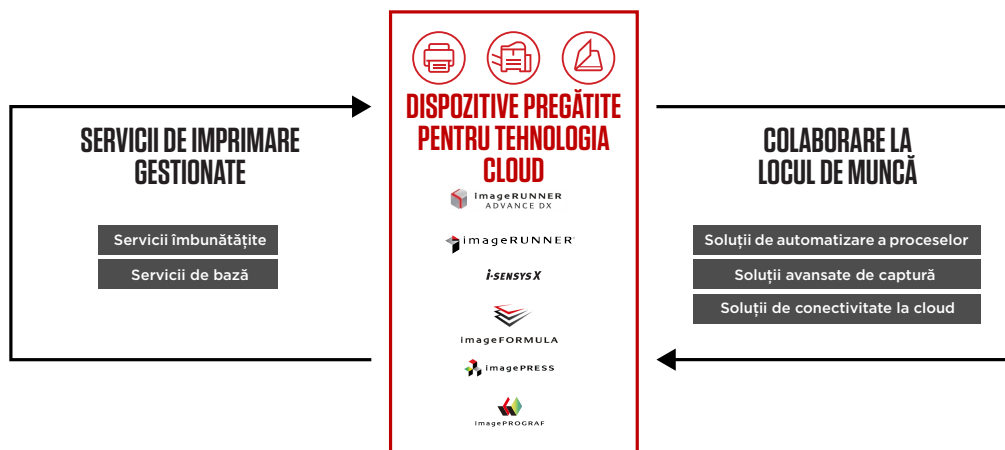 SERVICII DE IMPRIMARE
GESTIONATE
Servicii îmbunătățite
Servicii de bază
DISPOZITIVE PREGĂTITE
PENTRU TEHNOLOGIA
CLOUD
imageRUNNER
ADVANCE DX
imageRUNNER
i-SENSYS X
imageFORMULA
imagePRESS
imagePROGRAF
COLABORARE LA
LOCUL DE MUNCĂ
Soluții de automatizare a proceselor
Soluții avansate de captură
Soluții de conectivitate la cloud